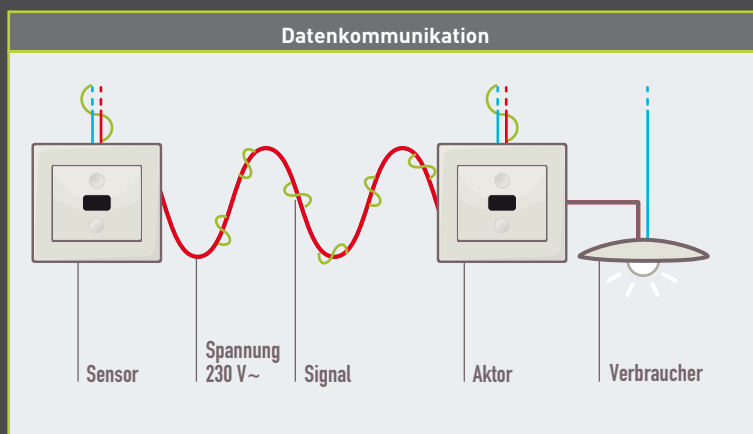 Datenkommunikation
Sensor
Spannung
230 V~
Signal
Aktor
Verbraucher